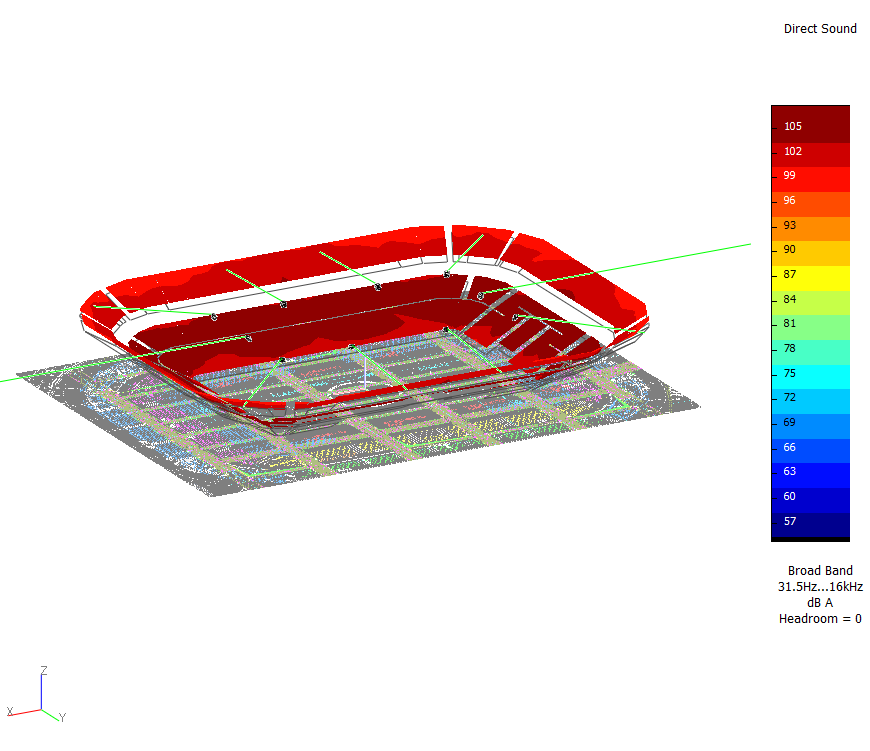 Direct Sound
105
102
99
96
93
90
87
84
81
78
75
72
69
66
63
60
57
Broad Band
31.5Hz...16kHz
dB A
Headroom = 0
Z
X
Y